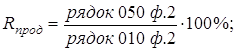 R_прод = рядок 050 ф.2 / рядок 010 ф.2 · 100%;